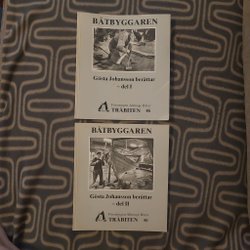 BÅTBYGGAREN
Gösta Johansson berättar
- del I
TRÄBITEN
BÅTBYGGAREN
Gösta Johansson berättar
- del II
TRÄBITEN